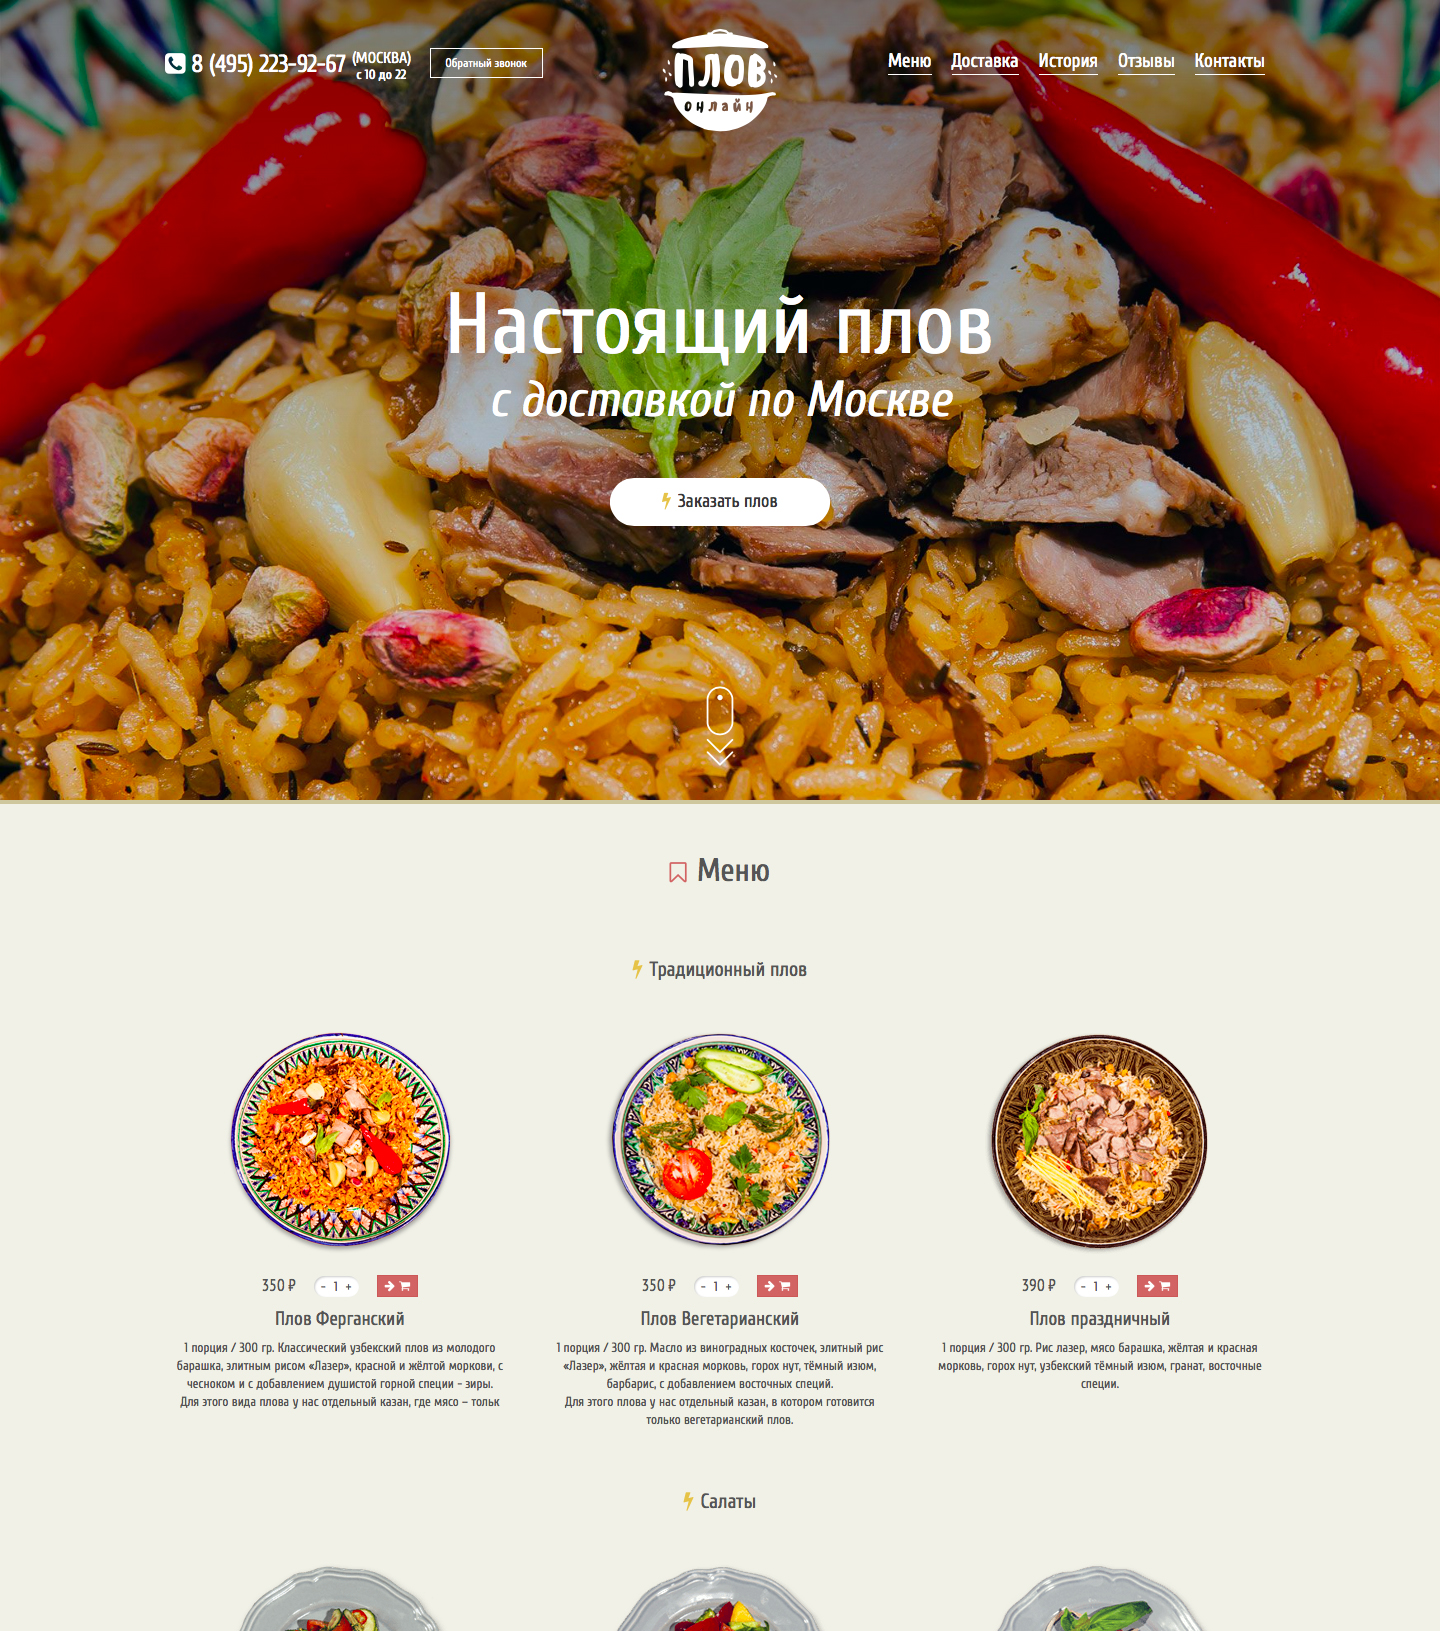 8 (495) 223-92-67
(МОСКВА)
с 10 до 22
Обратный звонок
ПЛОВ
онлайн
Меню
Доставка
История
Отзывы
Контакты
Настоящий плов
с доставкой по Москве
Заказать плов
Меню
Традиционный плов
350 ₽
- 1 +
Плов Ферганский
1 порция / 300 гр. Классический узбекский плов из молодого
барашка, элитным рисом «Лазер», красной и жёлтой моркови, с
чесноком и с добавлением душистой горной специи - зиры.
Для этого вида плова у нас отдельный казан, где мясо – тольк
350 ₽
- 1 +
Плов Вегетарианский
1 порция / 300 гр. Масло из виноградных косточек, элитный рис
«Лазер», жёлтая и красная морковь, горох нут, тёмный изюм,
барбарис, с добавлением восточных специй.
Для этого плова у нас отдельный казан, в котором готовится
только вегетарианский плов.
390 ₽
- 1 +
Плов праздничный
1 порция / 300 гр. Рис лазер, мясо барашка, жёлтая и красная
морковь, горох нут, узбекский тёмный изюм, гранат, восточные
специи.
Салаты